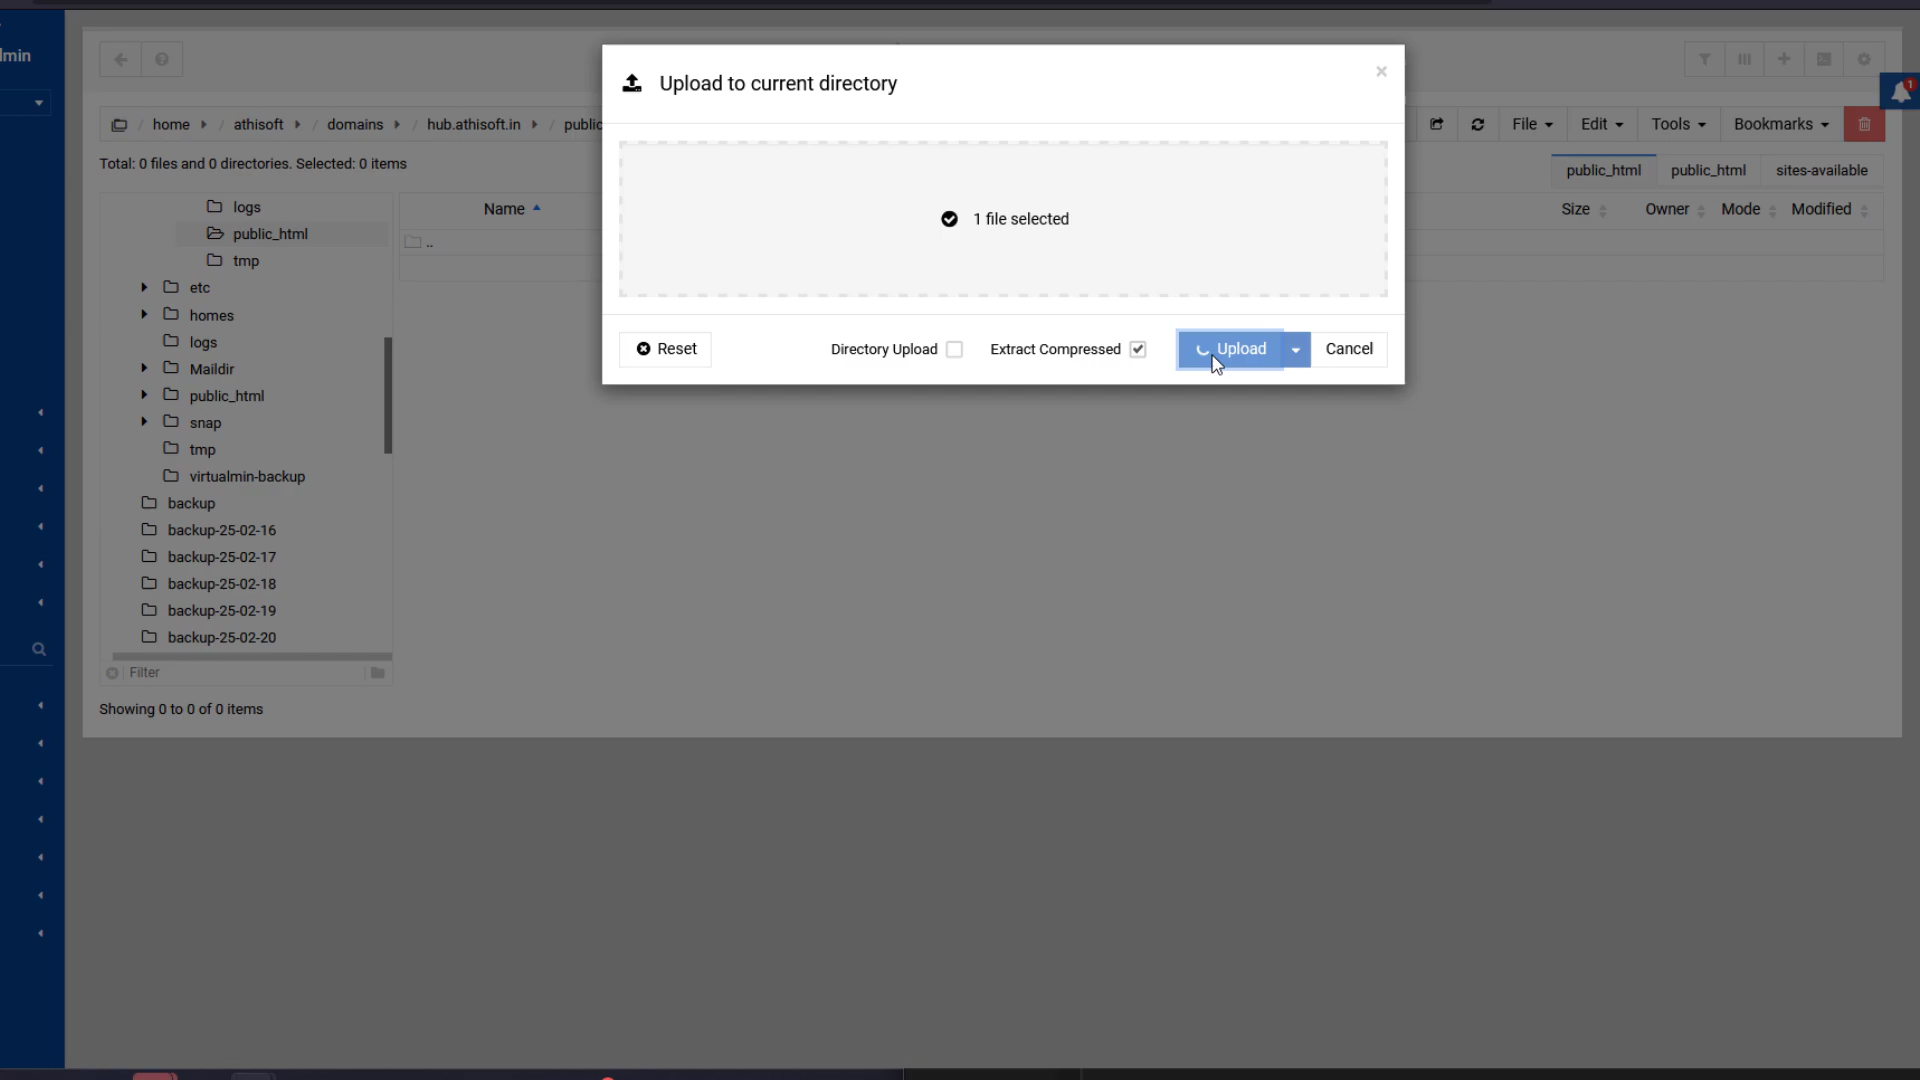 lmin
Upload to current directory
×
1
home / athisoft / domains / hub.athisoft.in / public
File Edit Tools Bookmarks
Total: 0 files and 0 directories. Selected: 0 items
public_html public_html sites-available
1 file selected
Name Size Owner Mode Modified
..
logs
public_html
tmp
etc
homes
logs
Maildir
public_html
snap
tmp
virtualmin-backup
backup
backup-25-02-16
backup-25-02-17
backup-25-02-18
backup-25-02-19
backup-25-02-20
Reset Directory Upload Extract Compressed Upload Cancel
Filter
Showing 0 to 0 of 0 items